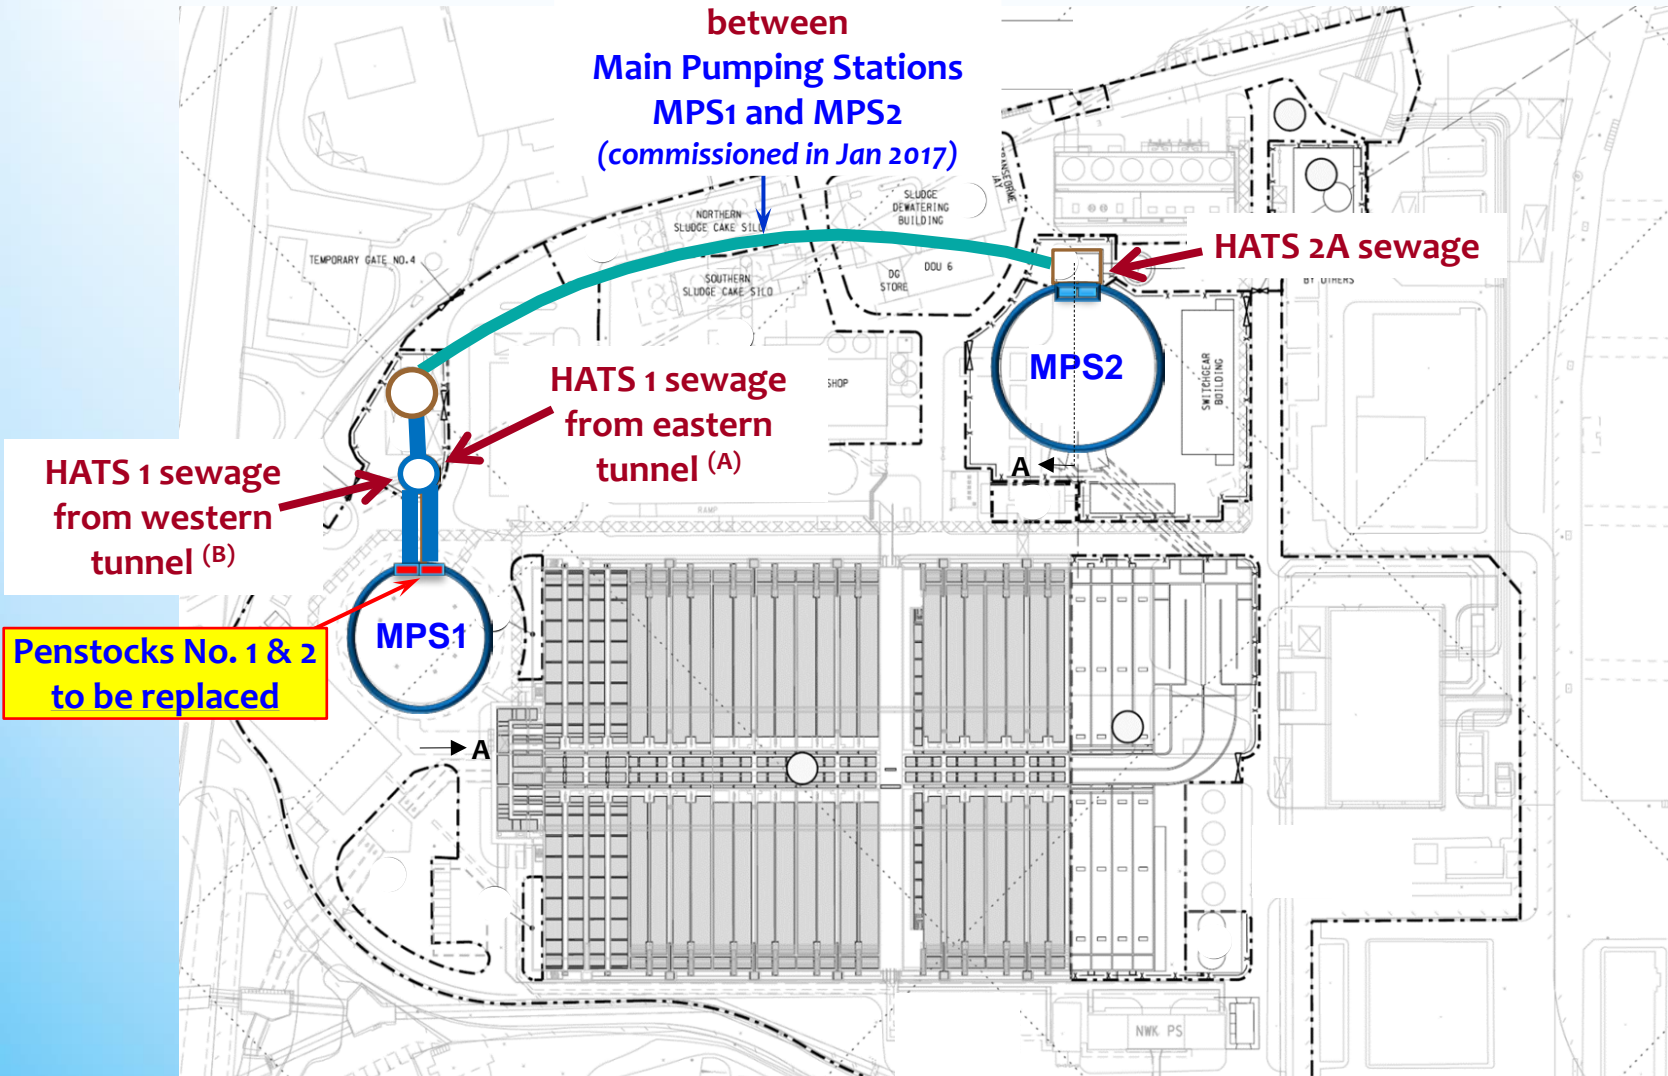 between
Main Pumping Stations
MPS1 and MPS2
(commissioned in Jan 2017)
SLUDGE
DEWATERING
BUILDING
NORTHERN
SLUDGE CAKE SILO
HATS 2A sewage
TEMPORARY GATE NO.4
SOUTHERN
SLUDGE CAKE SILO
DG
STORE
DOU 6
BY OTHERS
MPS2
SWITCHGEAR
BUILDING
HATS 1 sewage
from eastern
tunnel (A)
SHOP
HATS 1 sewage
from western
tunnel (B)
A
RAMP
MPS1
Penstocks No. 1 & 2
to be replaced
A
NWK PS